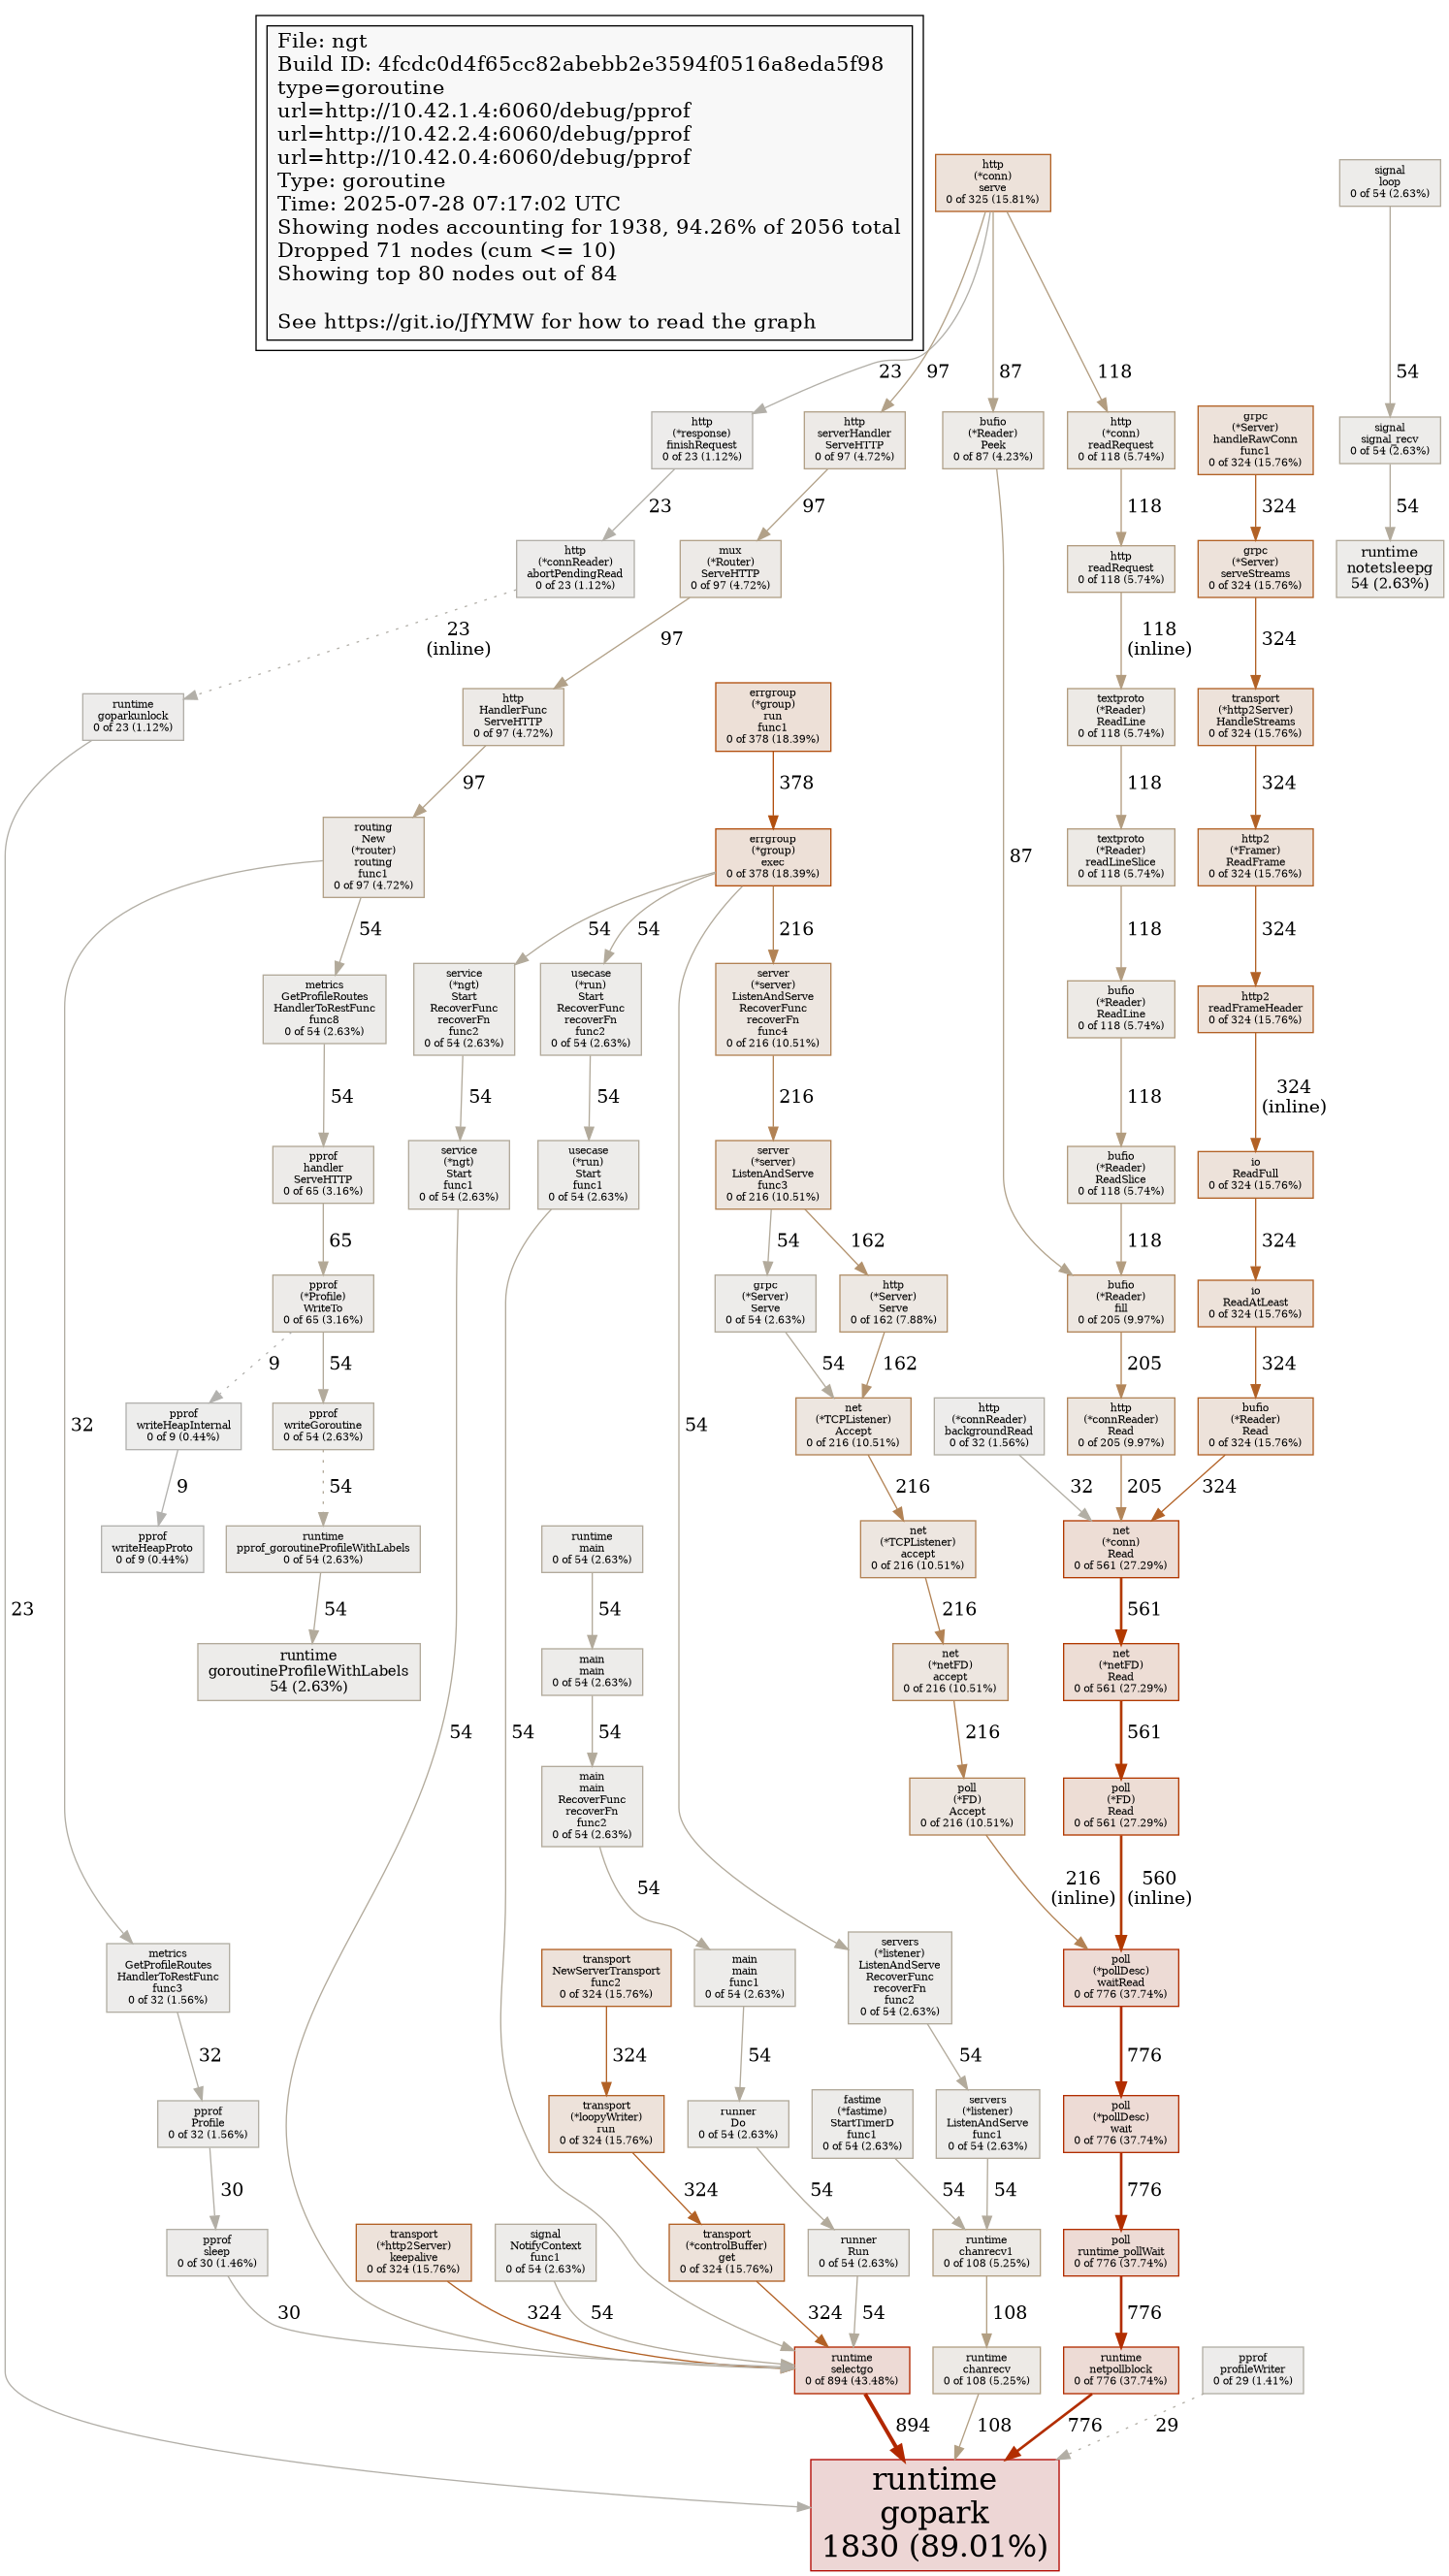 File: ngt
Build ID: 4fcdc0d4f65cc82abebb2e3594f0516a8eda5f98
type=goroutine
url=http://10.42.1.4:6060/debug/pprof
url=http://10.42.2.4:6060/debug/pprof
url=http://10.42.0.4:6060/debug/pprof
Type: goroutine
Time: 2025-07-28 07:17:02 UTC
Showing nodes accounting for 1938, 94.26% of 2056 total
Dropped 71 nodes (cum <= 10)
Showing top 80 nodes out of 84
See https://git.io/JfYMW for how to read the graph
http
(*conn)
serve
0 of 325 (15.81%)
signal
loop
0 of 54 (2.63%)
23
97
87
118
54
http
(*response)
finishRequest
0 of 23 (1.12%)
http
serverHandler
ServeHTTP
0 of 97 (4.72%)
bufio
(*Reader)
Peek
0 of 87 (4.23%)
http
(*conn)
readRequest
0 of 118 (5.74%)
grpc
(*Server)
handleRawConn
func1
0 of 324 (15.76%)
signal
signal_recv
0 of 54 (2.63%)
23
97
118
324
54
http
(*connReader)
abortPendingRead
0 of 23 (1.12%)
mux
(*Router)
ServeHTTP
0 of 97 (4.72%)
http
readRequest
0 of 118 (5.74%)
grpc
(*Server)
serveStreams
0 of 324 (15.76%)
runtime
notetsleepg
54 (2.63%)
23
(inline)
97
118
(inline)
324
runtime
goparkunlock
0 of 23 (1.12%)
http
HandlerFunc
ServeHTTP
0 of 97 (4.72%)
errgroup
(*group)
run
func1
0 of 378 (18.39%)
textproto
(*Reader)
ReadLine
0 of 118 (5.74%)
transport
(*http2Server)
HandleStreams
0 of 324 (15.76%)
97
378
118
324
routing
New
(*router)
routing
func1
0 of 97 (4.72%)
errgroup
(*group)
exec
0 of 378 (18.39%)
87
textproto
(*Reader)
readLineSlice
0 of 118 (5.74%)
http2
(*Framer)
ReadFrame
0 of 324 (15.76%)
54
54
54
216
118
324
metrics
GetProfileRoutes
HandlerToRestFunc
func8
0 of 54 (2.63%)
service
(*ngt)
Start
RecoverFunc
recoverFn
func2
0 of 54 (2.63%)
usecase
(*run)
Start
RecoverFunc
recoverFn
func2
0 of 54 (2.63%)
server
(*server)
ListenAndServe
RecoverFunc
recoverFn
func4
0 of 216 (10.51%)
bufio
(*Reader)
ReadLine
0 of 118 (5.74%)
http2
readFrameHeader
0 of 324 (15.76%)
54
54
54
216
118
324
(inline)
pprof
handler
ServeHTTP
0 of 65 (3.16%)
service
(*ngt)
Start
func1
0 of 54 (2.63%)
usecase
(*run)
Start
func1
0 of 54 (2.63%)
server
(*server)
ListenAndServe
func3
0 of 216 (10.51%)
bufio
(*Reader)
ReadSlice
0 of 118 (5.74%)
io
ReadFull
0 of 324 (15.76%)
65
54
162
118
324
pprof
(*Profile)
WriteTo
0 of 65 (3.16%)
grpc
(*Server)
Serve
0 of 54 (2.63%)
http
(*Server)
Serve
0 of 162 (7.88%)
bufio
(*Reader)
fill
0 of 205 (9.97%)
io
ReadAtLeast
0 of 324 (15.76%)
9
54
54
162
205
324
32
pprof
writeHeapInternal
0 of 9 (0.44%)
pprof
writeGoroutine
0 of 54 (2.63%)
54
net
(*TCPListener)
Accept
0 of 216 (10.51%)
http
(*connReader)
backgroundRead
0 of 32 (1.56%)
http
(*connReader)
Read
0 of 205 (9.97%)
bufio
(*Reader)
Read
0 of 324 (15.76%)
9
54
216
32
205
324
pprof
writeHeapProto
0 of 9 (0.44%)
runtime
pprof_goroutineProfileWithLabels
0 of 54 (2.63%)
runtime
main
0 of 54 (2.63%)
net
(*TCPListener)
accept
0 of 216 (10.51%)
net
(*conn)
Read
0 of 561 (27.29%)
23
54
54
216
561
runtime
goroutineProfileWithLabels
54 (2.63%)
main
main
0 of 54 (2.63%)
net
(*netFD)
accept
0 of 216 (10.51%)
net
(*netFD)
Read
0 of 561 (27.29%)
54
54
54
216
561
main
main
RecoverFunc
recoverFn
func2
0 of 54 (2.63%)
poll
(*FD)
Accept
0 of 216 (10.51%)
poll
(*FD)
Read
0 of 561 (27.29%)
54
216
(inline)
560
(inline)
metrics
GetProfileRoutes
HandlerToRestFunc
func3
0 of 32 (1.56%)
transport
NewServerTransport
func2
0 of 324 (15.76%)
main
main
func1
0 of 54 (2.63%)
servers
(*listener)
ListenAndServe
RecoverFunc
recoverFn
func2
0 of 54 (2.63%)
poll
(*pollDesc)
waitRead
0 of 776 (37.74%)
32
324
54
54
776
pprof
Profile
0 of 32 (1.56%)
transport
(*loopyWriter)
run
0 of 324 (15.76%)
runner
Do
0 of 54 (2.63%)
fastime
(*fastime)
StartTimerD
func1
0 of 54 (2.63%)
servers
(*listener)
ListenAndServe
func1
0 of 54 (2.63%)
poll
(*pollDesc)
wait
0 of 776 (37.74%)
30
324
54
54
54
776
pprof
sleep
0 of 30 (1.46%)
transport
(*http2Server)
keepalive
0 of 324 (15.76%)
signal
NotifyContext
func1
0 of 54 (2.63%)
transport
(*controlBuffer)
get
0 of 324 (15.76%)
runner
Run
0 of 54 (2.63%)
runtime
chanrecv1
0 of 108 (5.25%)
poll
runtime_pollWait
0 of 776 (37.74%)
30
324
54
324
54
108
776
runtime
selectgo
0 of 894 (43.48%)
runtime
chanrecv
0 of 108 (5.25%)
runtime
netpollblock
0 of 776 (37.74%)
pprof
profileWriter
0 of 29 (1.41%)
894
108
776
29
runtime
gopark
1830 (89.01%)